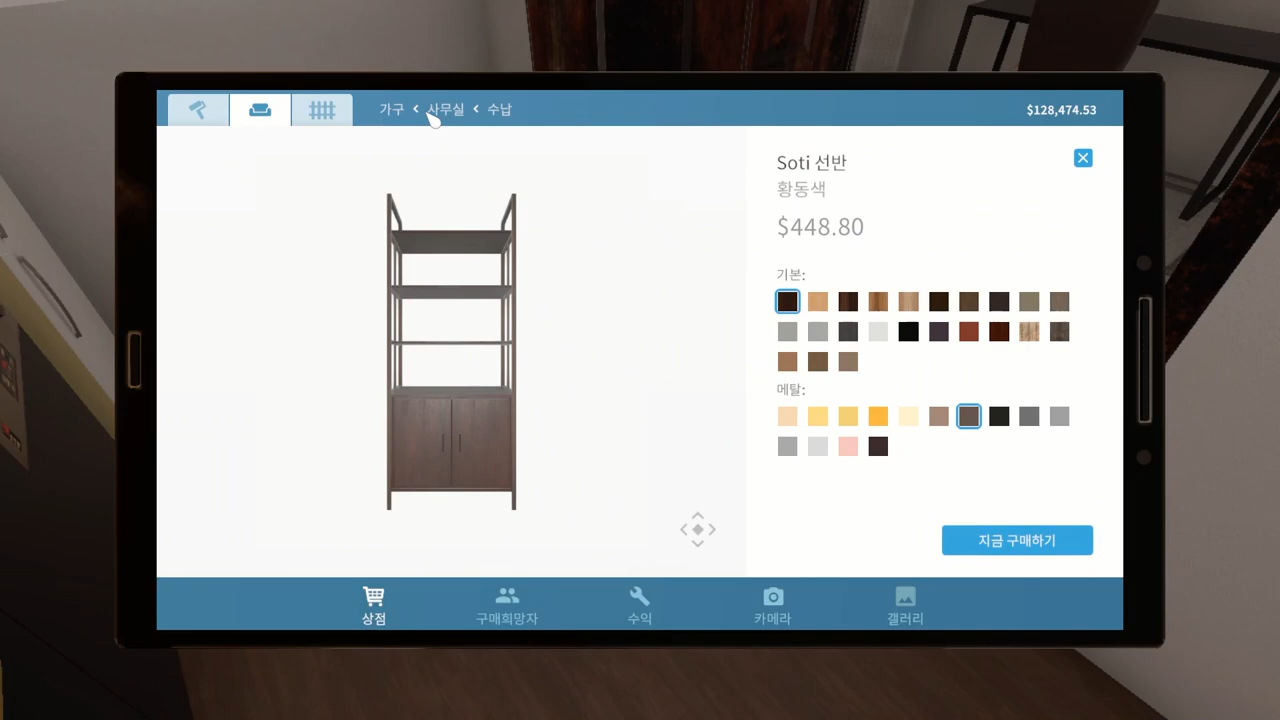 가구 < 사무실 < 수납
$128,474.53
Soti 선반
황동색
$448.80
기본:
메탈:
지금 구매하기
상점
구매희망자
수익
카메라
갤러리